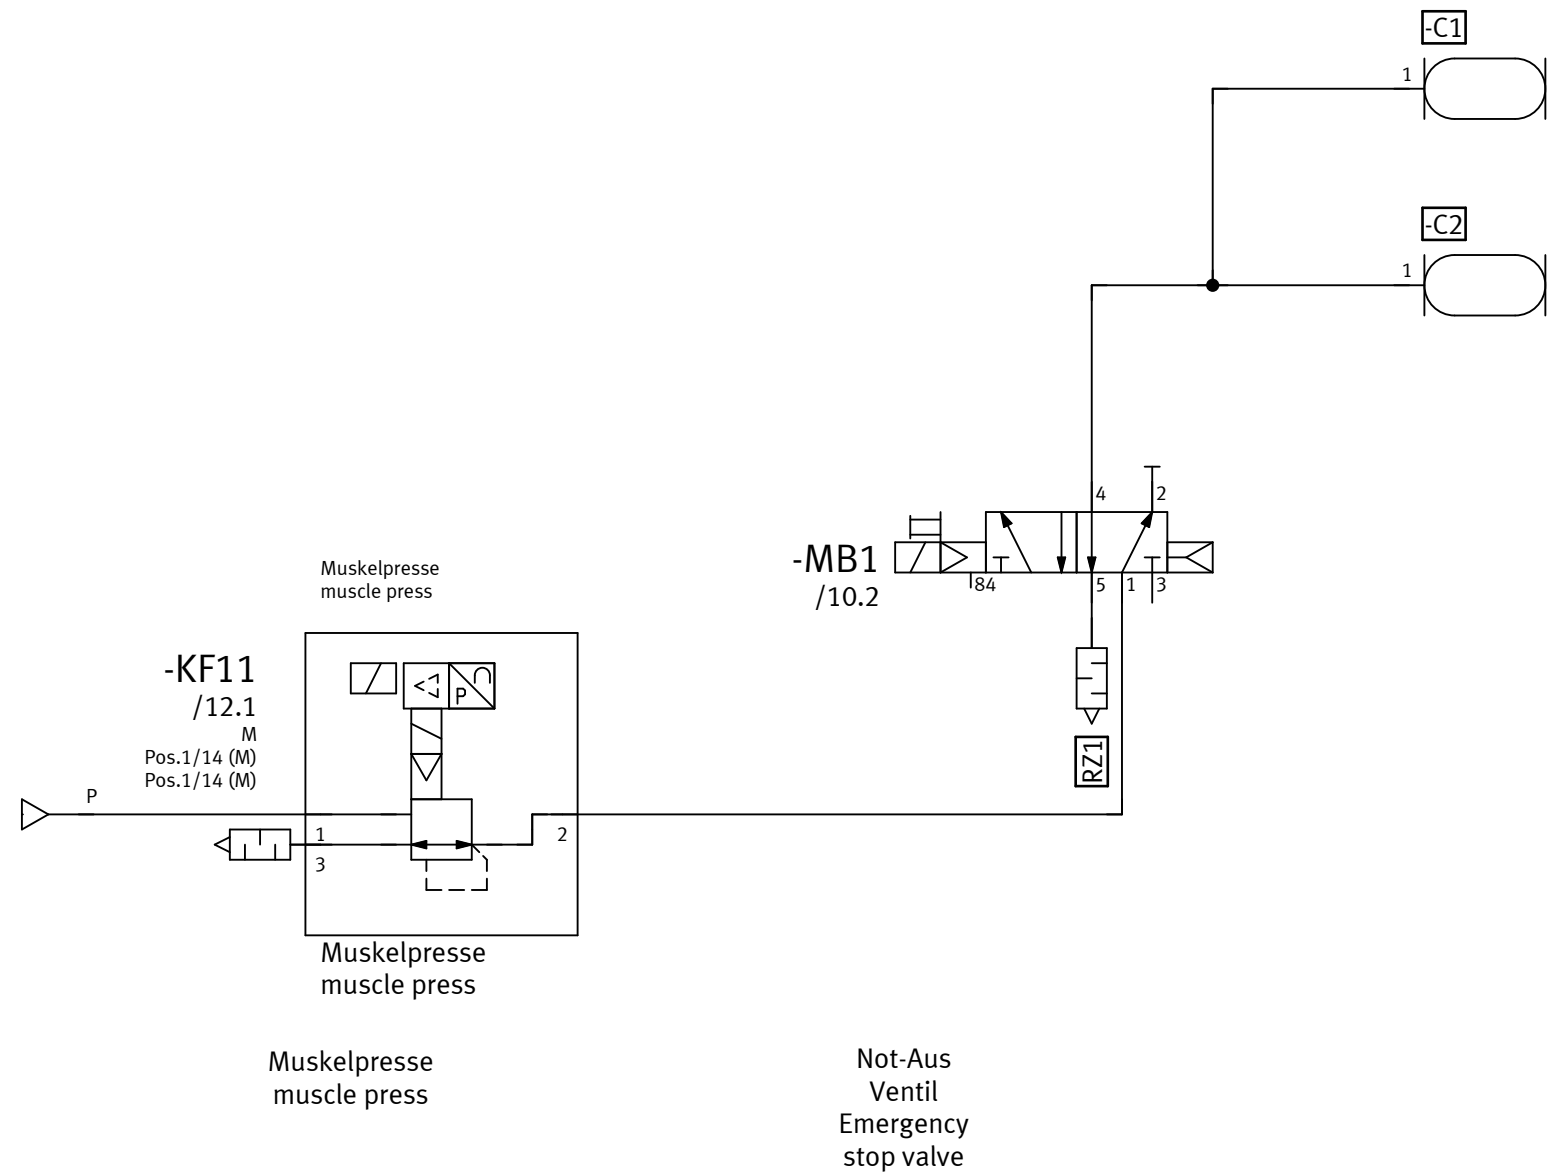 -C1
1
-C2
1
4
2
-MB1
/10.2
84
5
1
3
Muskelpresse
muscle press
-KF11
/12.1
M
Pos.1/14 (M)
Pos.1/14 (M)
P
P
1
2
3
RZ1
Muskelpresse
muscle press
Muskelpresse
muscle press
Not-Aus
Ventil
Emergency
stop valve